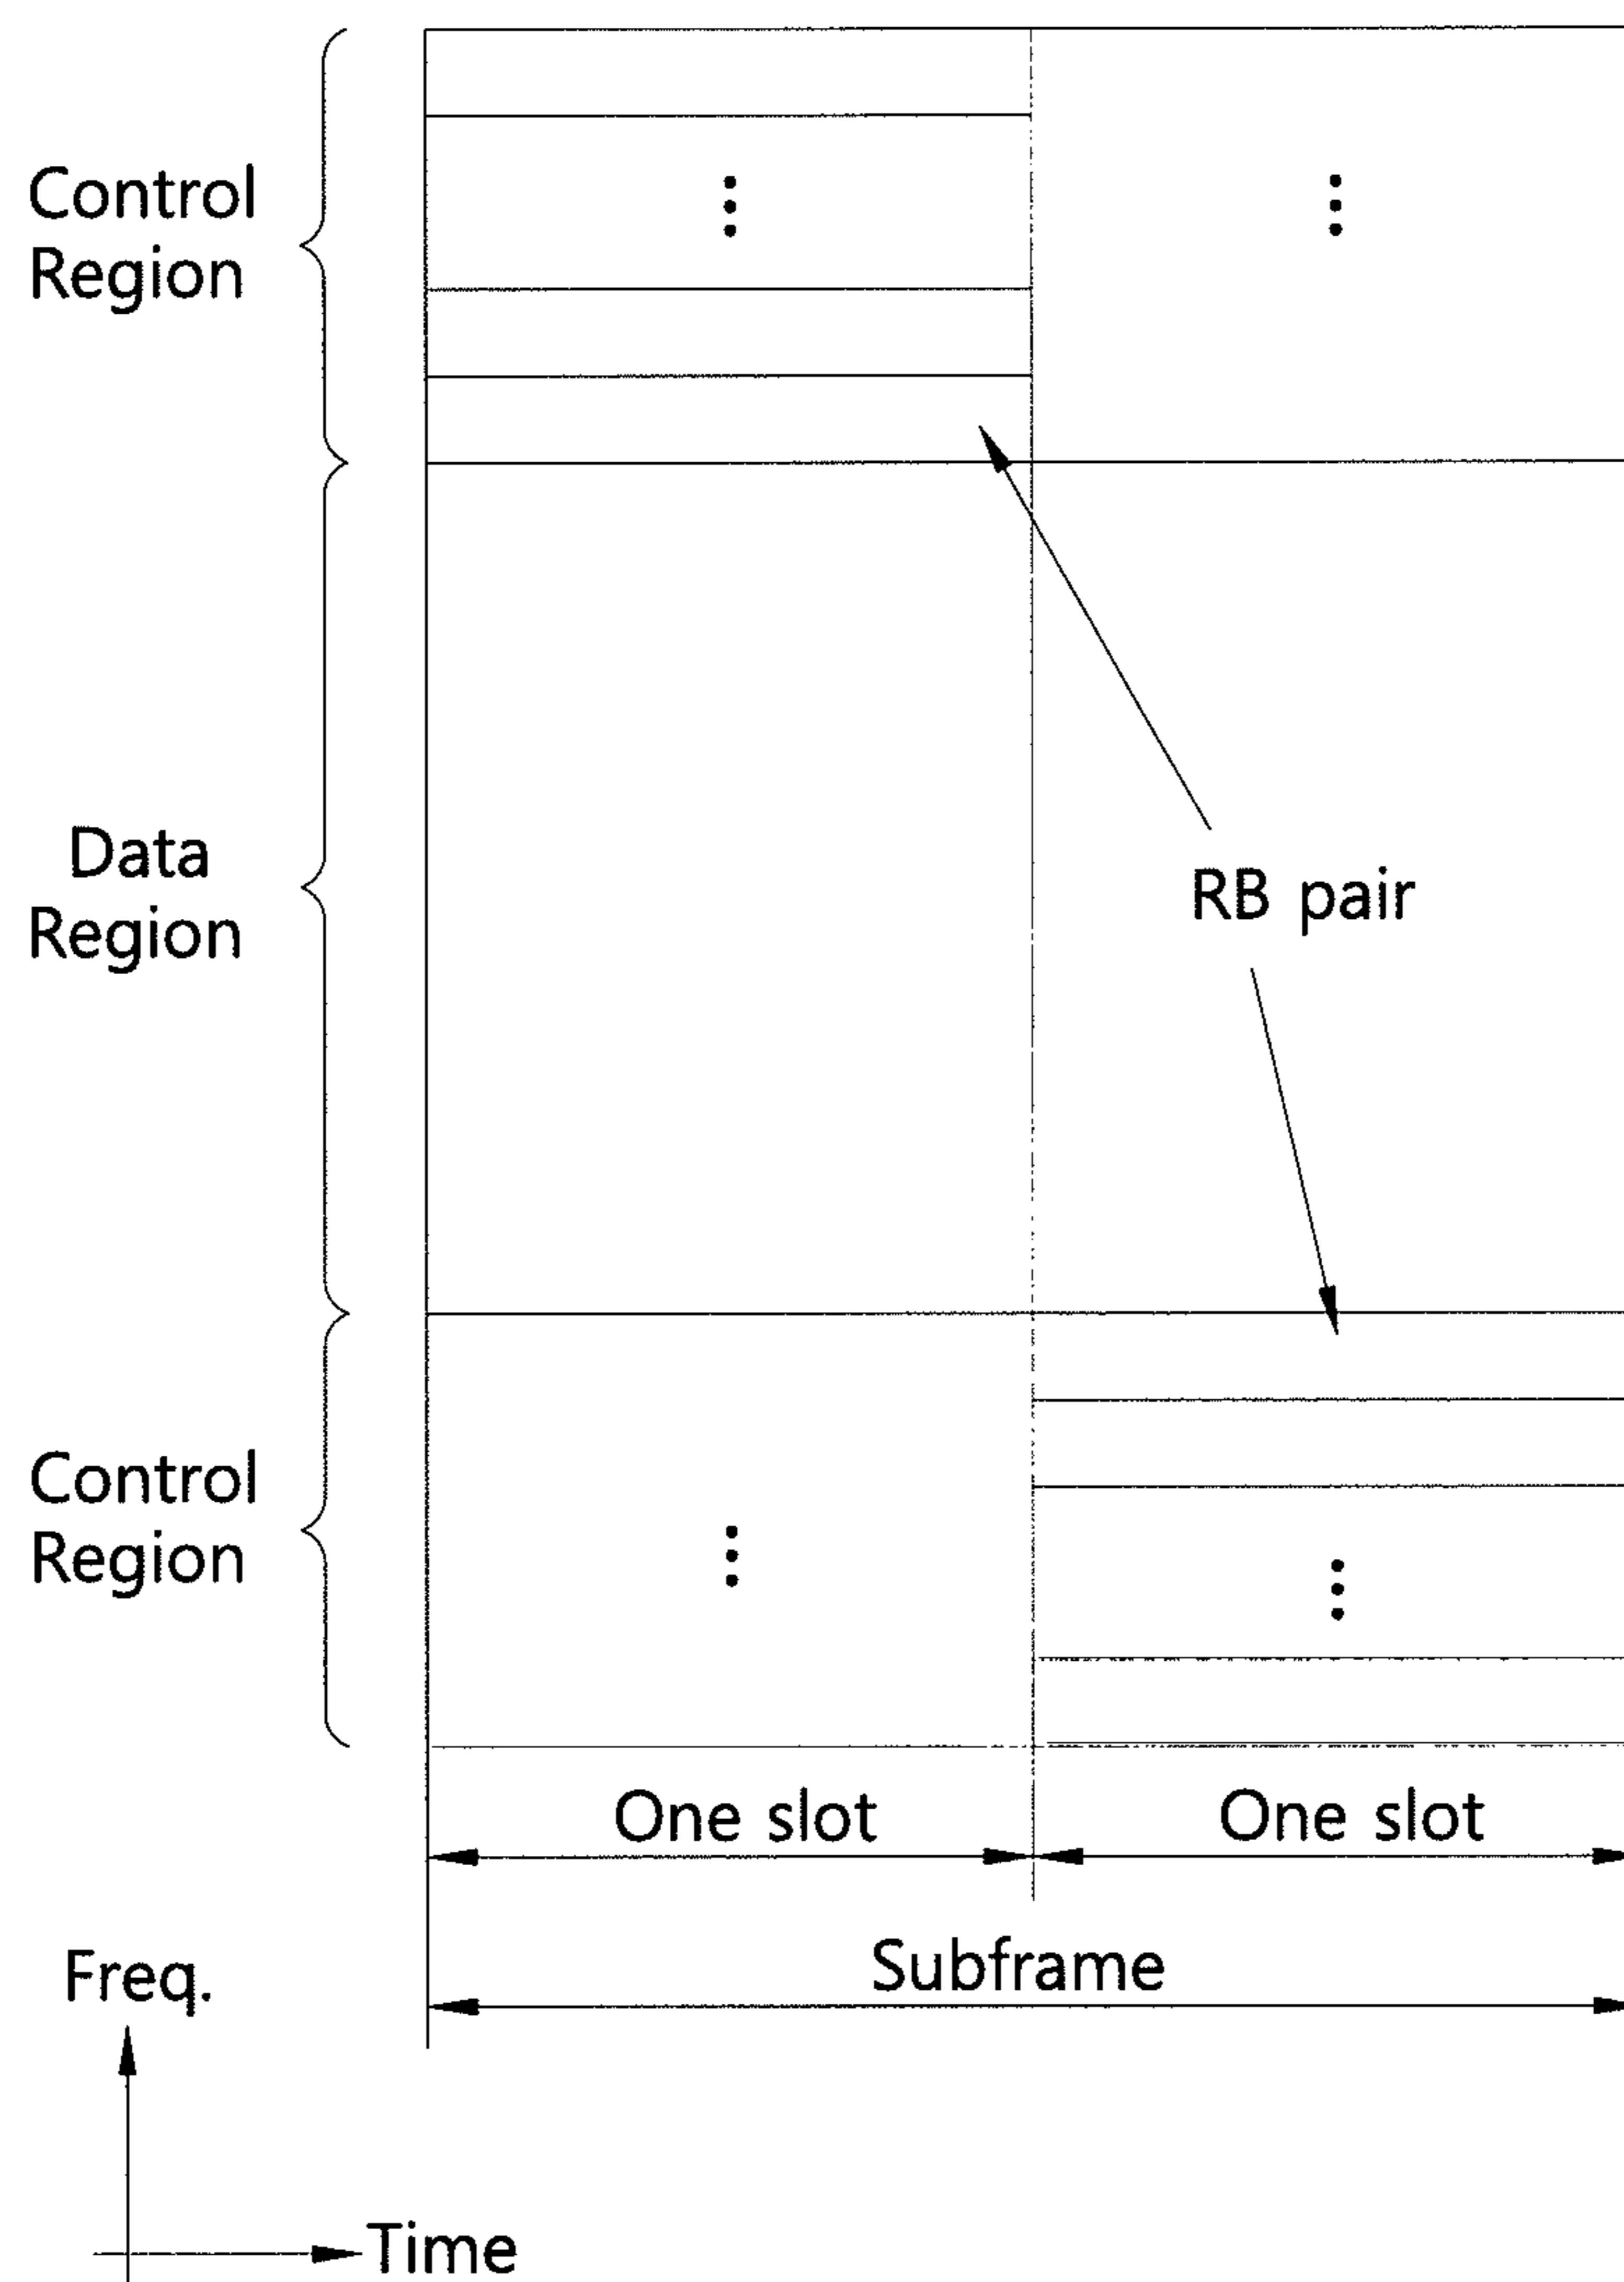 Control
Region
Data
Region
RB pair
Control
Region
One slot
One slot
Subframe
Freq.
Time